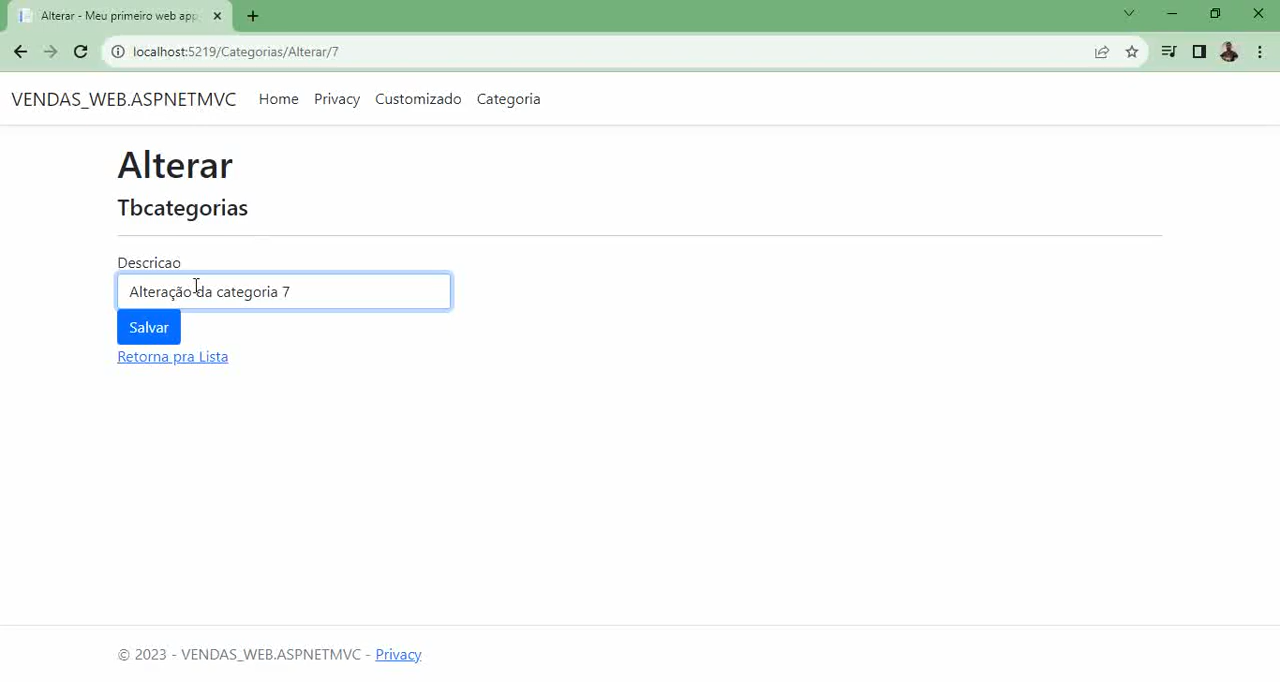 Alterar - Meu primeiro web app
localhost:5219/Categorias/Alterar/7
VENDAS_WEB.ASPNETMVC Home Privacy Customizado Categoria
Alterar
Tbcategorias
Descricao
Alteração da categoria 7
Salvar
Retorna pra Lista
© 2023 - VENDAS_WEB.ASPNETMVC - Privacy